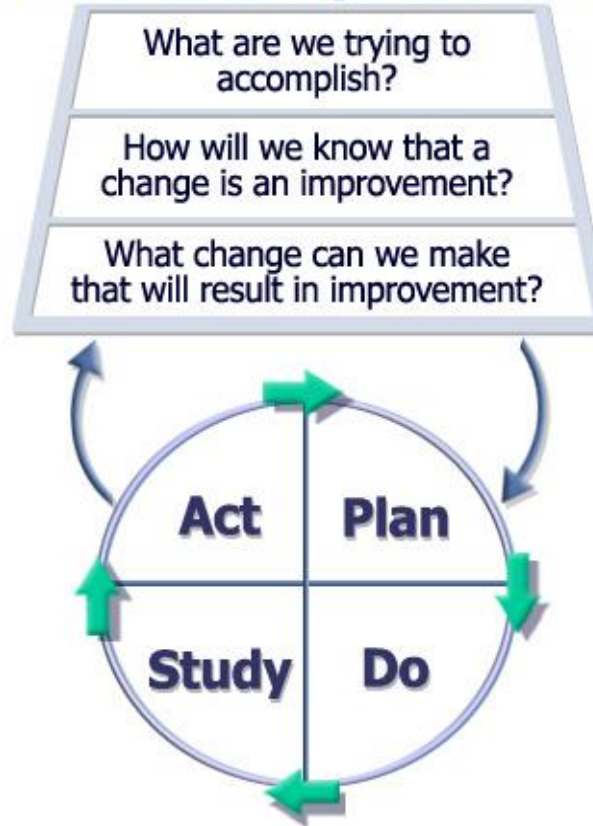 What are we trying to
accomplish?
How will we know that a
change is an improvement?
What change can we make
that will result in improvement?
Act Plan
Study Do